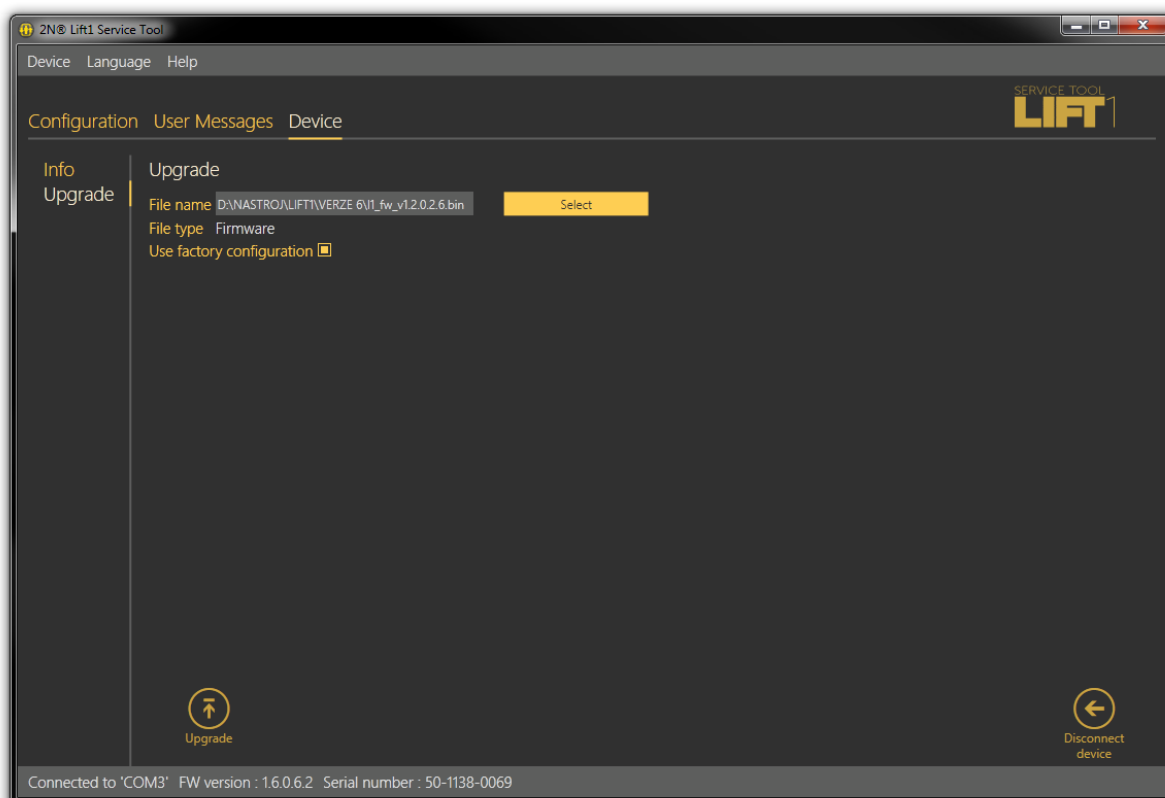 2N® Lift1 Service Tool
Device Language Help
SERVICE TOOL
LIFT1
Configuration User Messages Device
Info
Upgrade
Upgrade
File name D:\NASTROJ\LIFT1\VERZE 6\l1_fw_v1.2.0.2.6.bin Select
File type Firmware
Use factory configuration
Upgrade
Disconnect
device
Connected to 'COM3' FW version : 1.6.0.6.2 Serial number : 50-1138-0069